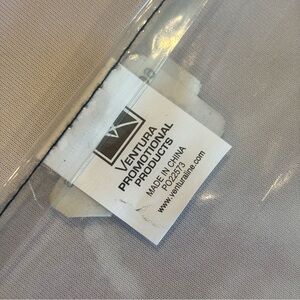 VENTURA
PROMOTIONAL
PRODUCTS
MADE IN CHINA
PO22573
www.venturaline.com